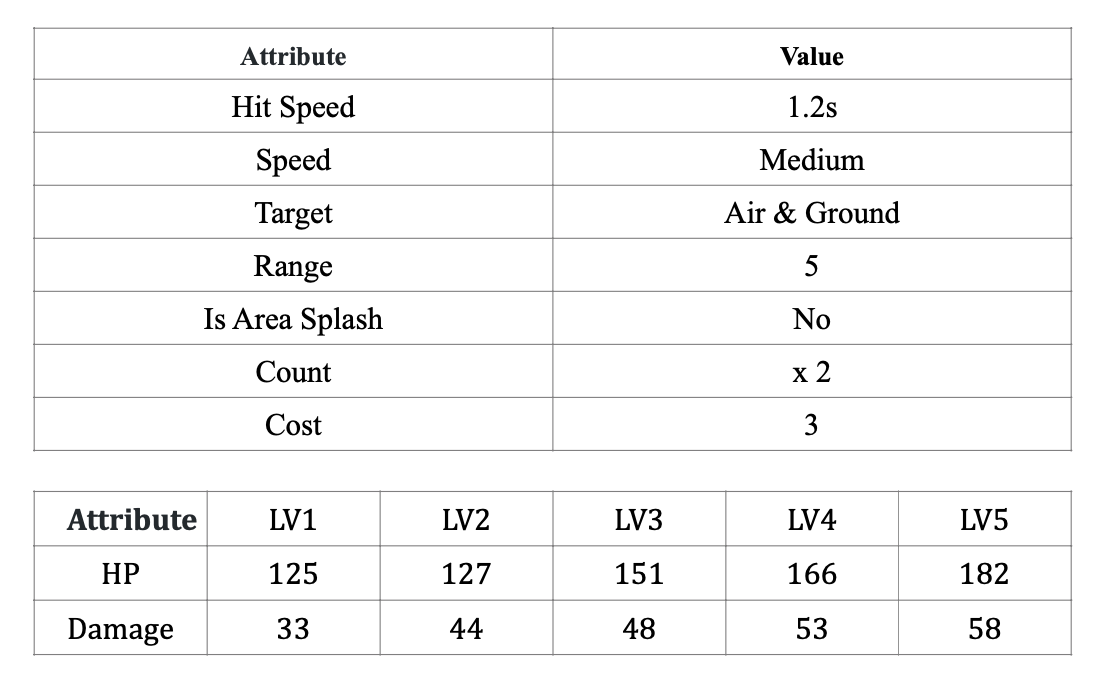 Attribute Value
Hit Speed 1.2s
Speed Medium
Target Air & Ground
Range 5
Is Area Splash No
Count x 2
Cost 3
Attribute LV1 LV2 LV3 LV4 LV5
HP 125 127 151 166 182
Damage 33 44 48 53 58